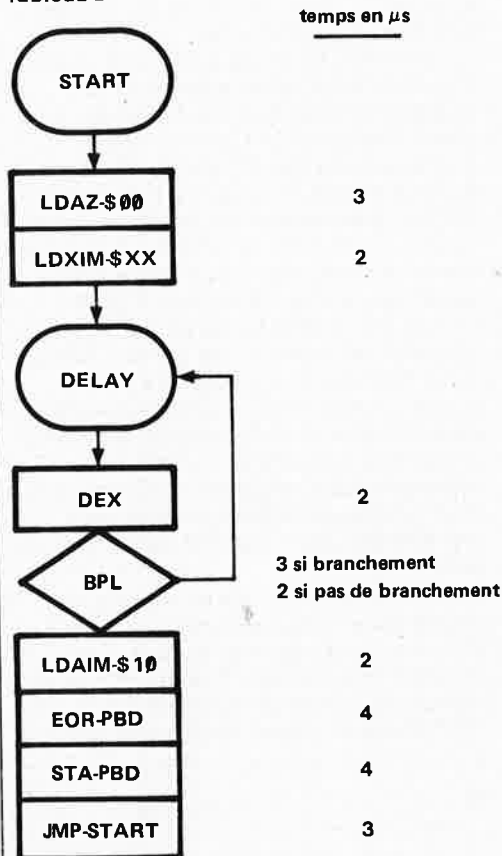 temps en µs
START
LDAZ-$00 3
LDXIM-$XX 2
DELAY
DEX 2
BPL
3 si branchement
2 si pas de branchement
LDAIM-$10 2
EOR-PBD 4
STA-PBD 4
JMP-START 3